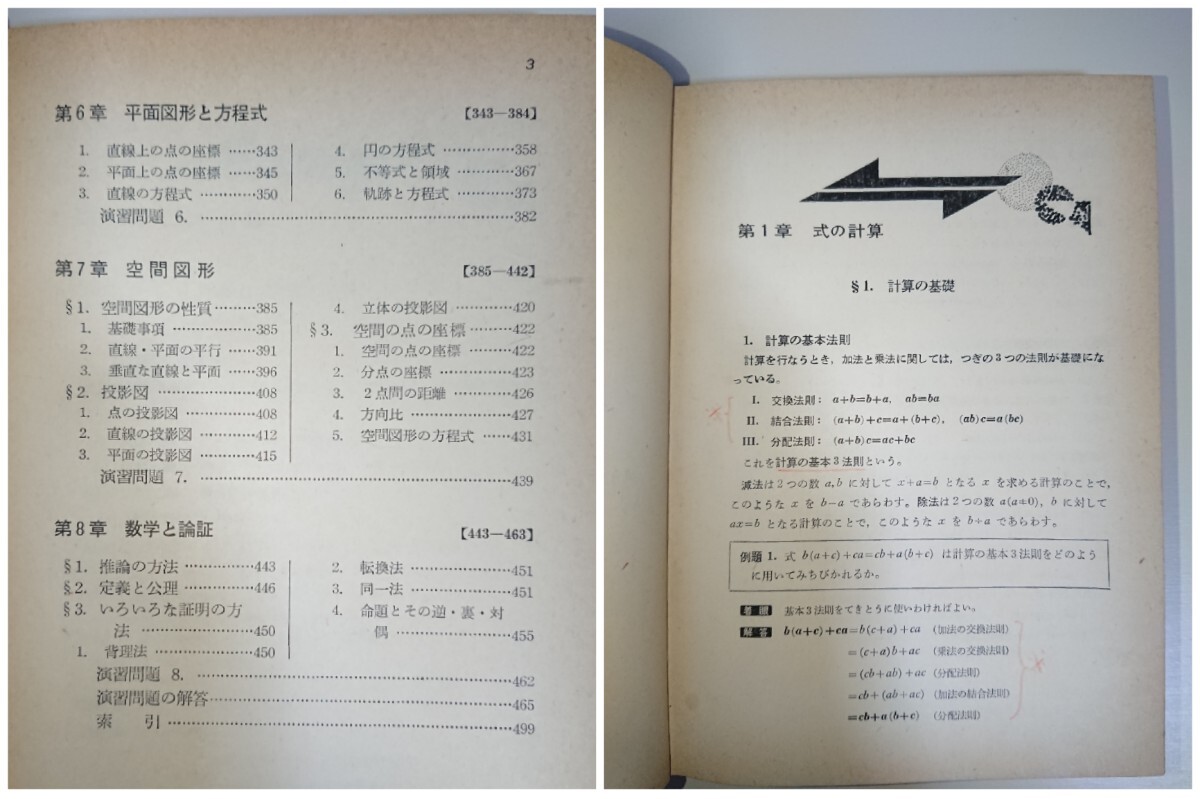 3
第6章 平面図形と方程式 【343—384】
1. 直線上の点の座標 ……343
2. 平面上の点の座標 ……345
3. 直線の方程式 …………350
4. 円の方程式 ……………358
5. 不等式と領域 …………367
6. 軌跡と方程式 …………373
演習問題 6. ……………………………………………382
第7章 空間図形 【385—442】
§1. 空間図形の性質………385
1. 基礎事項 ………………385
2. 直線・平面の平行 ……391
3. 垂直な直線と平面 ……396
§2. 投影図 …………………408
1. 点の投影図 ……………408
2. 直線の投影図 …………412
3. 平面の投影図 …………415
4. 立体の投影図 …………420
§3. 空間の点の座標………422
1. 空間の点の座標 ………422
2. 分点の座標 ……………423
3. 2点間の距離 …………426
4. 方向比 …………………427
5. 空間図形の方程式 ……431
演習問題 7. ……………………………………………439
第8章 数学と論証 【443—463】
§1. 推論の方法 ……………443
§2. 定義と公理 ……………446
§3. いろいろな証明の方
法 ……………………450
1. 背理法 …………………450
2. 転換法 …………………451
3. 同一法 …………………451
4. 命題とその逆・裏・対
偶 ……………………455
演習問題 8. ……………………………………………462
演習問題の解答…………………………………………465
索 引 ……………………………………………………499
第1章 式の計算
§1. 計算の基礎
1. 計算の基本法則
計算を行なうとき，加法と乗法に関しては，つぎの3つの法則が基礎にな
っている。
I. 交換法則： a+b=b+a, ab=ba
II. 結合法則： (a+b)+c=a+(b+c), (ab)c=a(bc)
III. 分配法則： (a+b)c=ac+bc
これを計算の基本3法則という。
減法は2つの数 a,b に対して x+a=b となる x を求める計算のことで，
このような x を b−a であらわす。除法は2つの数 a(a≠0), b に対して
ax=b となる計算のことで，このような x を b÷a であらわす。
例題 1. 式 b(a+c)+ca=cb+a(b+c) は計算の基本3法則をどのよう
に用いてみちびかれるか。
基本3法則をてきとうに使いわければよい。
解答 b(a+c)+ca=b(c+a)+ca (加法の交換法則)
=(c+a)b+ac (乗法の交換法則)
=(cb+ab)+ac (分配法則)
=cb+(ab+ac) (加法の結合法則)
=cb+a(b+c) (分配法則)